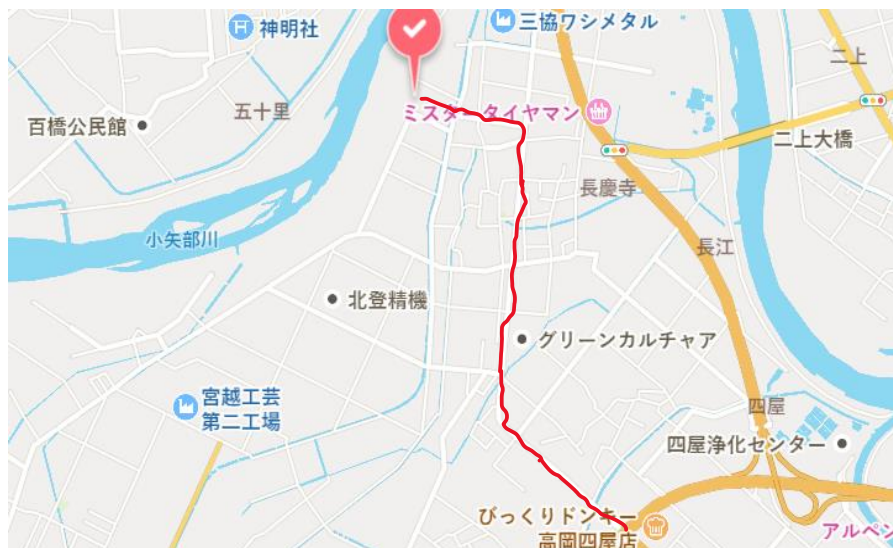 神明社
三協ワシメタル
二上
五十里
ミスタータイヤマン
百橋公民館
二上大橋
長慶寺
小矢部川
長江
北登精機
グリーンカルチャア
宮越工芸
第二工場
四屋
四屋浄化センター
びっくりドンキー
高岡四屋店
アルペン